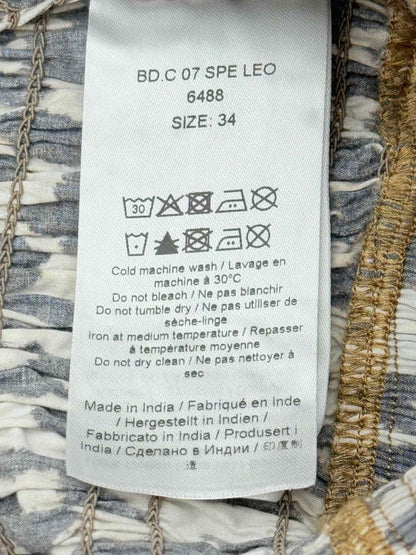 BD.C 07 SPE LEO
6488
SIZE: 34
30
Cold machine wash / Lavage en
machine à 30°C
Do not bleach / Ne pas blanchir
Do not tumble dry / Ne pas utiliser de
sèche-linge
Iron at medium temperature / Repasser
à température moyenne
Do not dry clean / Ne pas nettoyer à
sec
Made in India / Fabriqué en Inde
/ Hergestellt in Indien /
Fabbricato in India / Produsert i
India / Сделано в Индии / 印度制
造